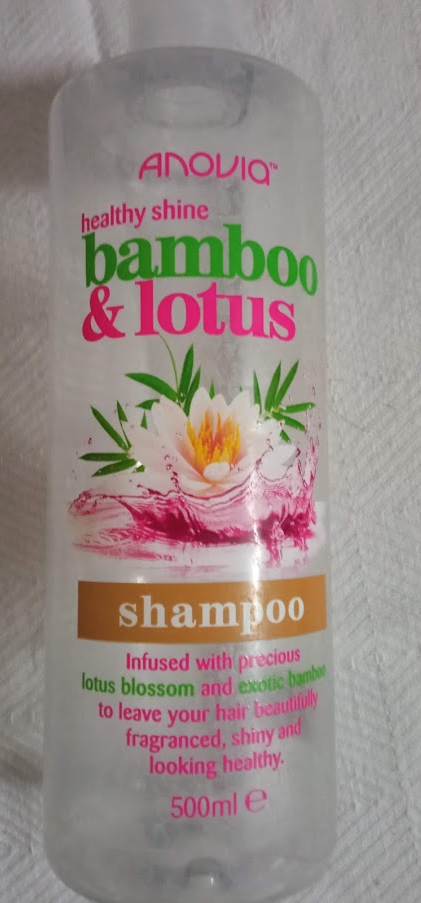 ANOVIA™
healthy shine
bamboo
& lotus
shampoo
Infused with precious
lotus blossom and exotic bamboo
to leave your hair beautifully
fragranced, shiny and
looking healthy.
500ml ℮